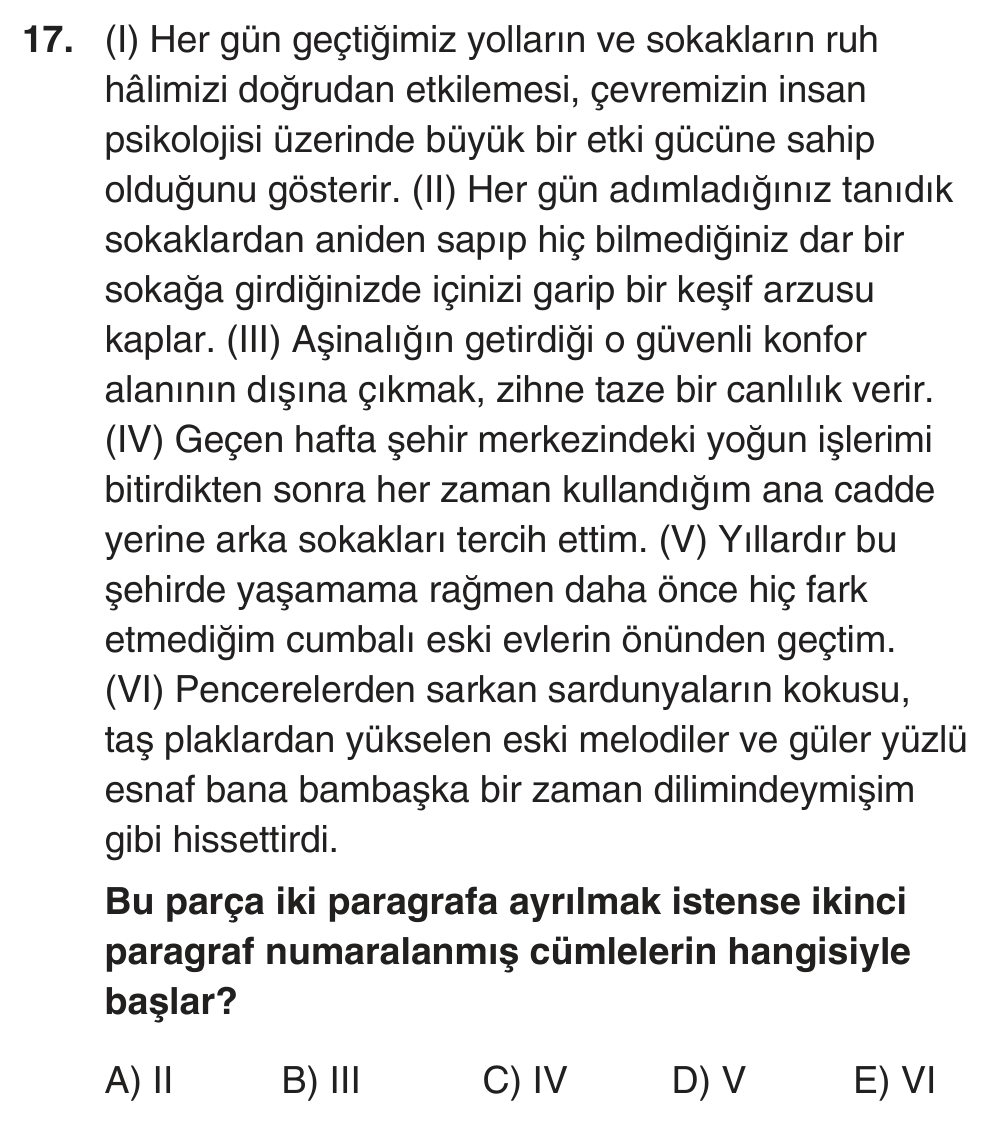 17. (I) Her gün geçtiğimiz yolların ve sokakların ruh
hâlimizi doğrudan etkilemesi, çevremizin insan
psikolojisi üzerinde büyük bir etki gücüne sahip
olduğunu gösterir. (II) Her gün adımladığınız tanıdık
sokaklardan aniden sapıp hiç bilmediğiniz dar bir
sokağa girdiğinizde içinizi garip bir keşif arzusu
kaplar. (III) Aşinalığın getirdiği o güvenli konfor
alanının dışına çıkmak, zihne taze bir canlılık verir.
(IV) Geçen hafta şehir merkezindeki yoğun işlerimi
bitirdikten sonra her zaman kullandığım ana cadde
yerine arka sokakları tercih ettim. (V) Yıllardır bu
şehirde yaşamama rağmen daha önce hiç fark
etmediğim cumbalı eski evlerin önünden geçtim.
(VI) Pencerelerden sarkan sardunyaların kokusu,
taş plaklardan yükselen eski melodiler ve güler yüzlü
esnaf bana bambaşka bir zaman dilimindeymişim
gibi hissettirdi.
Bu parça iki paragrafa ayrılmak istense ikinci
paragraf numaralanmış cümlelerin hangisiyle
başlar?
A) II B) III C) IV D) V E) VI